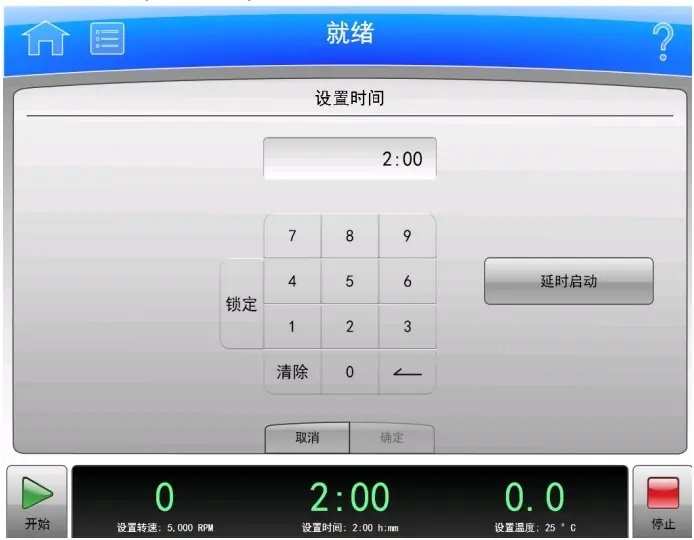 就绪
设置时间
2:00
7 8 9
4 5 6
锁定
1 2 3
清除 0
延时启动
取消 确定
开始
0 2:00 0.0
设置转速: 5,000 RPM 设置时间: 2:00 h:mm 设置温度: 25 ° C
停止